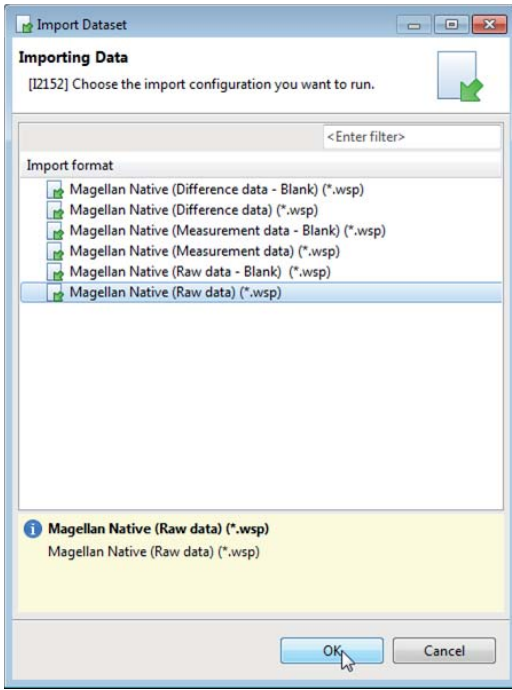 Import Dataset
Importing Data
[I2152] Choose the import configuration you want to run.
<Enter filter>
Import format
Magellan Native (Difference data - Blank) (*.wsp)
Magellan Native (Difference data) (*.wsp)
Magellan Native (Measurement data - Blank) (*.wsp)
Magellan Native (Measurement data) (*.wsp)
Magellan Native (Raw data - Blank) (*.wsp)
Magellan Native (Raw data) (*.wsp)
Magellan Native (Raw data) (*.wsp)
Magellan Native (Raw data) (*.wsp)
OK Cancel